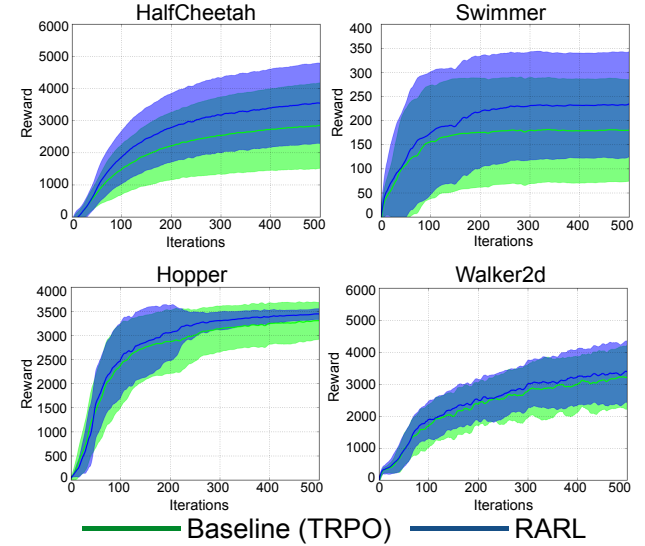 HalfCheetah
6000
5000
4000
3000
2000
1000
0
Reward
0 100 200 300 400 500
Iterations
Swimmer
400
350
300
250
200
150
100
50
0
Reward
0 100 200 300 400 500
Iterations
Hopper
4000
3500
3000
2500
2000
1500
1000
500
0
Reward
0 100 200 300 400 500
Iterations
Walker2d
6000
5000
4000
3000
2000
1000
0
Reward
0 100 200 300 400 500
Iterations
Baseline (TRPO) RARL